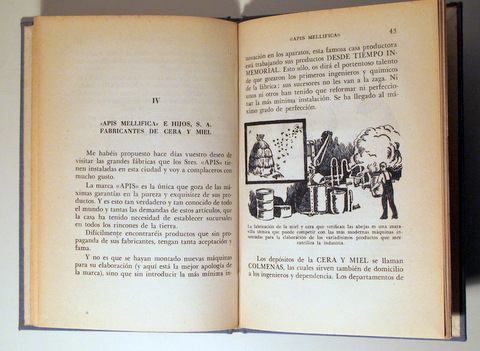 IV
«APIS MELLIFICA» E HIJOS, S. A.
FABRICANTES DE CERA Y MIEL
Me habéis propuesto hace días vuestro deseo de
visitar las grandes fábricas que los Sres. «APIS» tie-
nen instaladas en esta ciudad y voy a complaceros con
mucho gusto.
La marca «APIS» es la única que goza de las má-
ximas garantías en la pureza y exquisitez de sus pro-
ductos. Y es esto tan verdadero y tan conocido de todo
el mundo y tantas las demandas de estos artículos, que
la casa ha tenido necesidad de establecer sucursales
en todos los rincones de la tierra.
Difícilmente encontraréis productos que sin pro-
paganda de sus fabricantes, tengan tanta aceptación y
fama.
Y no es que se hayan montado nuevas máquinas
para su elaboración (y aquí está la mejor apología de
la marca), sino que sin introducir la más mínima in-
«APIS MELLIFICA»
43
novación en los aparatos, esta famosa casa productora
está trabajando sus productos DESDE TIEMPO IN-
MEMORIAL. Esto sólo, os dirá el portentoso talento
de que gozaron los primeros ingenieros y químicos
de la fábrica; sus sucesores no les van a la zaga. Ni
unos ni otros han tenido que reformar ni perfeccio-
nar la más mínima instalación. Se ha llegado al má-
ximo grado de perfección.
La fabricación de la miel y cera que verifican las abejas es una mara-
villa técnica que puede competir con las más modernas máquinas in-
ventadas para la elaboración de los variadísimos productos que mer-
cantiliza la industria.
Los depósitos de la CERA Y MIEL se llaman
COLMENAS, las cuales sirven también de domicilio
a los ingenieros y dependencia. Los departamentos de